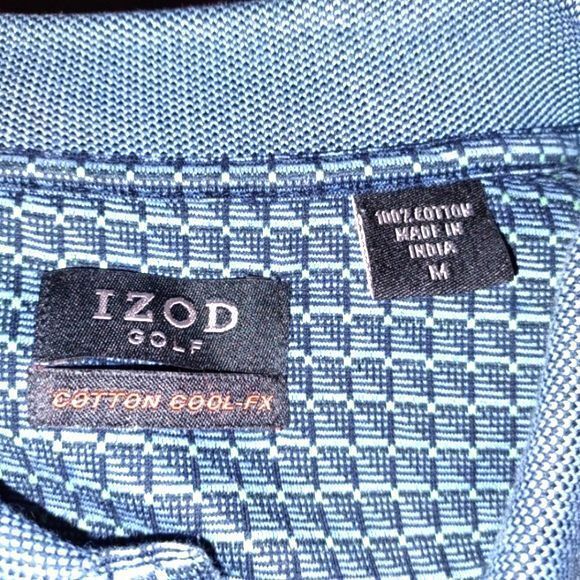 IZOD
GOLF
COTTON COOL-FX
100% COTTON
MADE IN
INDIA
M